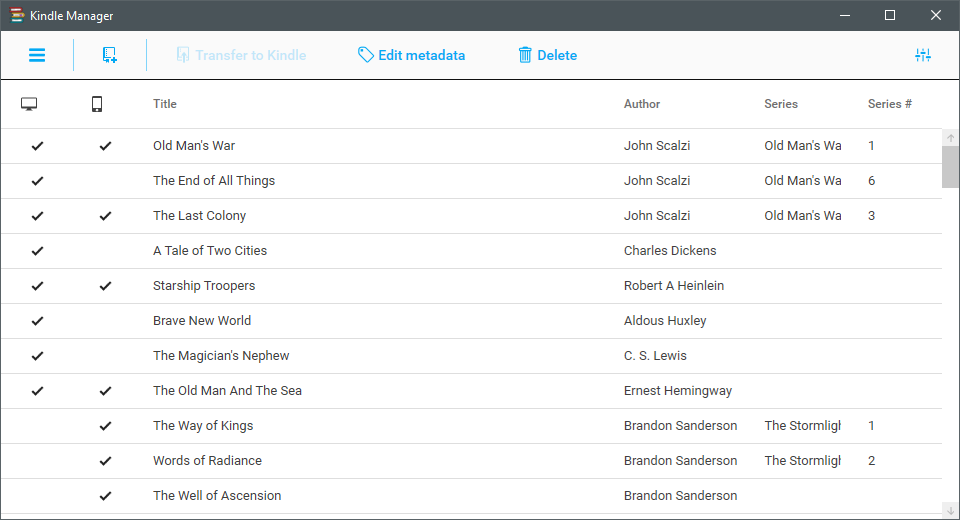 Kindle Manager
Transfer to Kindle Edit metadata Delete
Title Author Series Series #
Old Man's War John Scalzi Old Man's Wa 1
The End of All Things John Scalzi Old Man's Wa 6
The Last Colony John Scalzi Old Man's Wa 3
A Tale of Two Cities Charles Dickens
Starship Troopers Robert A Heinlein
Brave New World Aldous Huxley
The Magician's Nephew C. S. Lewis
The Old Man And The Sea Ernest Hemingway
The Way of Kings Brandon Sanderson The Stormligh 1
Words of Radiance Brandon Sanderson The Stormligh 2
The Well of Ascension Brandon Sanderson